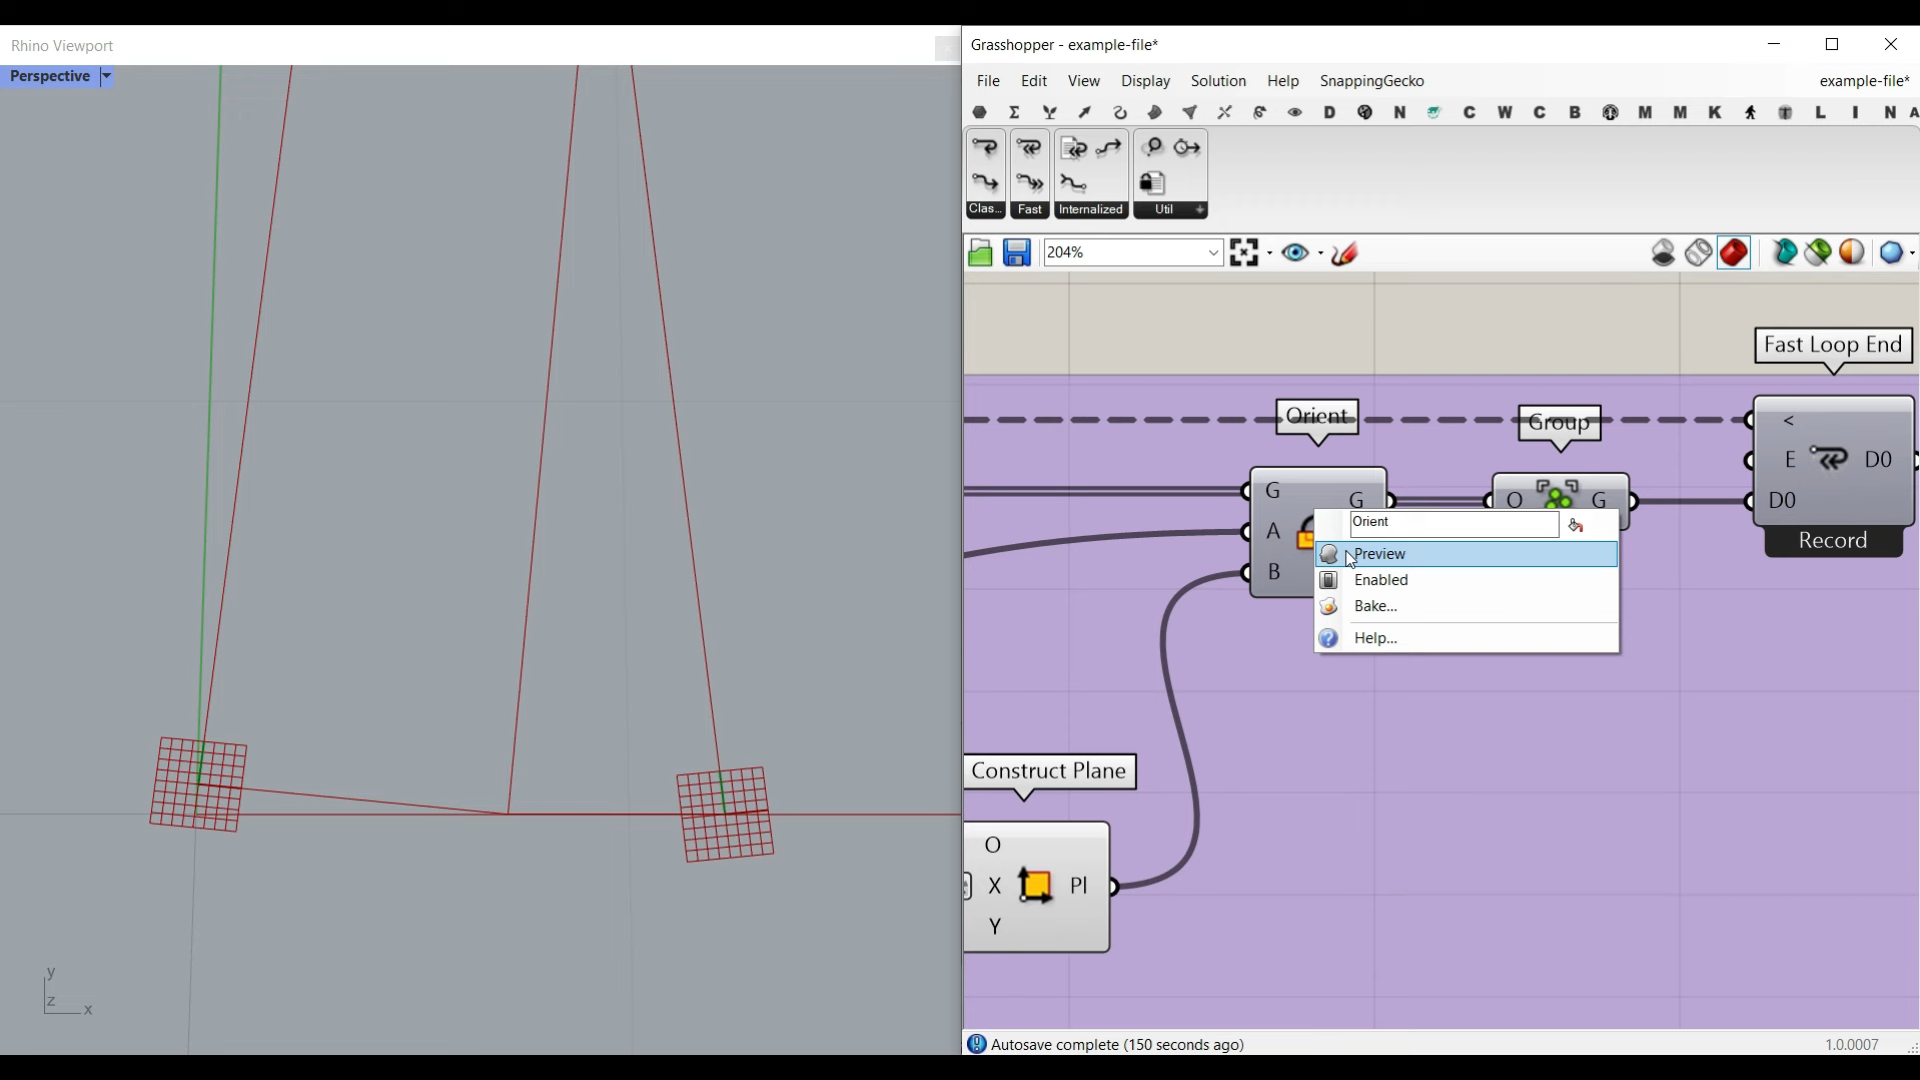 Rhino Viewport
Perspective
y
z
x
Grasshopper - example-file*
File Edit View Display Solution Help SnappingGecko example-file*
Σ D N C W C B M M K L I N A
Clas... Fast Internalized Util
204%
Fast Loop End
Orient
Group
< E D0 D0
Record
G A B G
O G
Orient
Preview
Enabled
Bake...
Help...
Construct Plane
O
X Pl
Y
Autosave complete (150 seconds ago) 1.0.0007